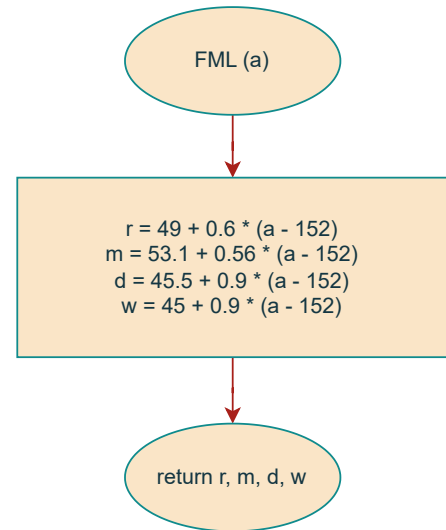 FML (a)
r = 49 + 0.6 * (a - 152)
m = 53.1 + 0.56 * (a - 152)
d = 45.5 + 0.9 * (a - 152)
w = 45 + 0.9 * (a - 152)
return r, m, d, w